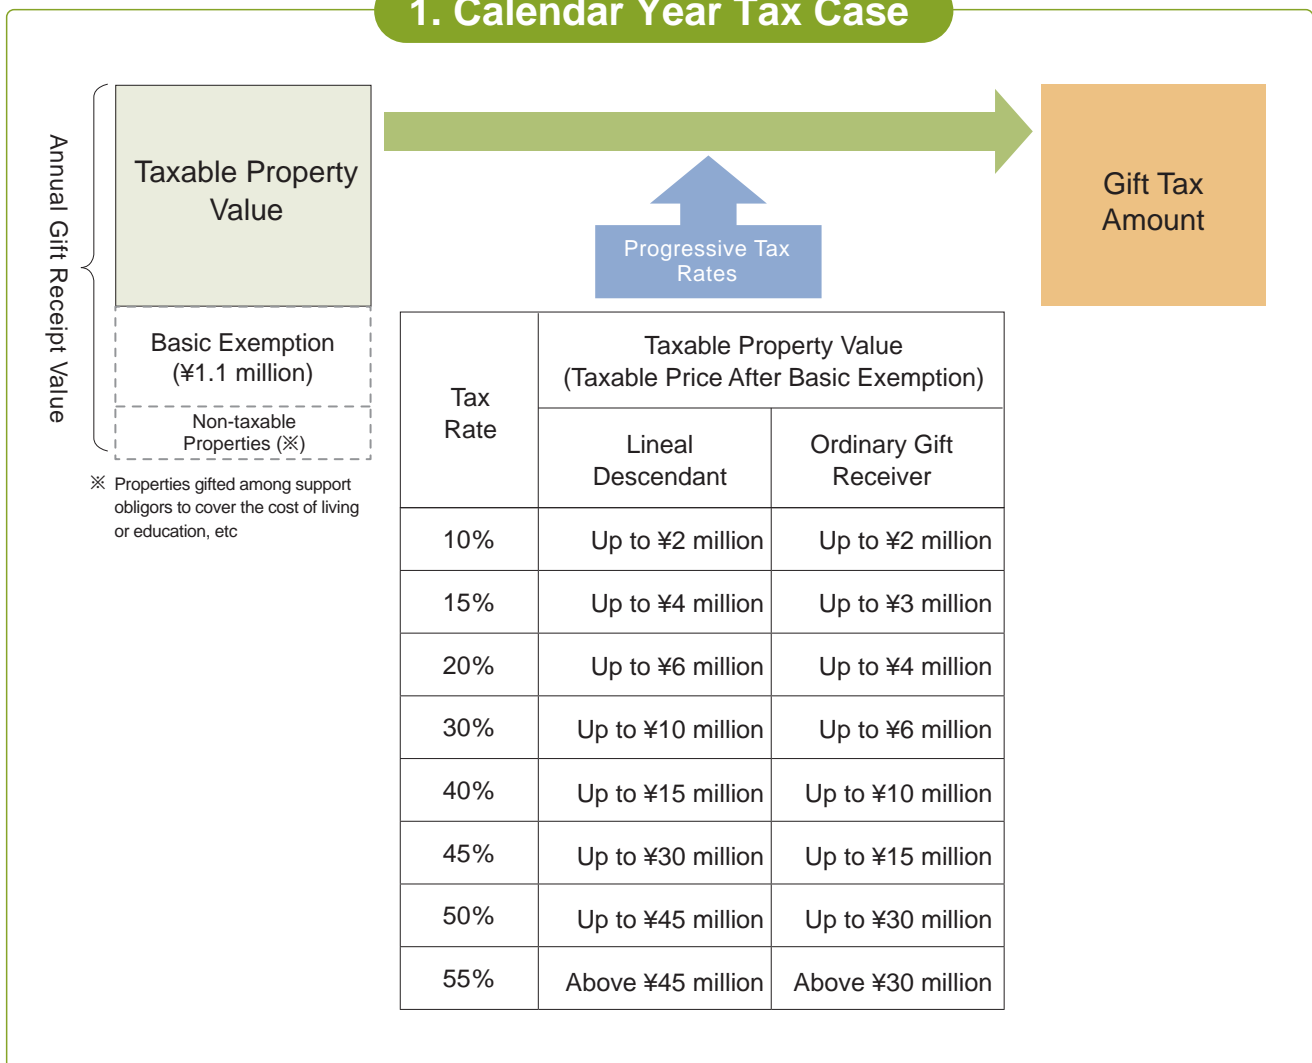 1. Calendar Year Tax Case
Annual Gift Receipt Value
Taxable Property
Value
Basic Exemption
(¥1.1 million)
Non-taxable
Properties (※)
※ Properties gifted among support
obligors to cover the cost of living
or education, etc
Progressive Tax
Rates
Gift Tax
Amount
Tax
Rate
Taxable Property Value
(Taxable Price After Basic Exemption)
Lineal
Descendant
Ordinary Gift
Receiver
10% Up to ¥2 million Up to ¥2 million
15% Up to ¥4 million Up to ¥3 million
20% Up to ¥6 million Up to ¥4 million
30% Up to ¥10 million Up to ¥6 million
40% Up to ¥15 million Up to ¥10 million
45% Up to ¥30 million Up to ¥15 million
50% Up to ¥45 million Up to ¥30 million
55% Above ¥45 million Above ¥30 million